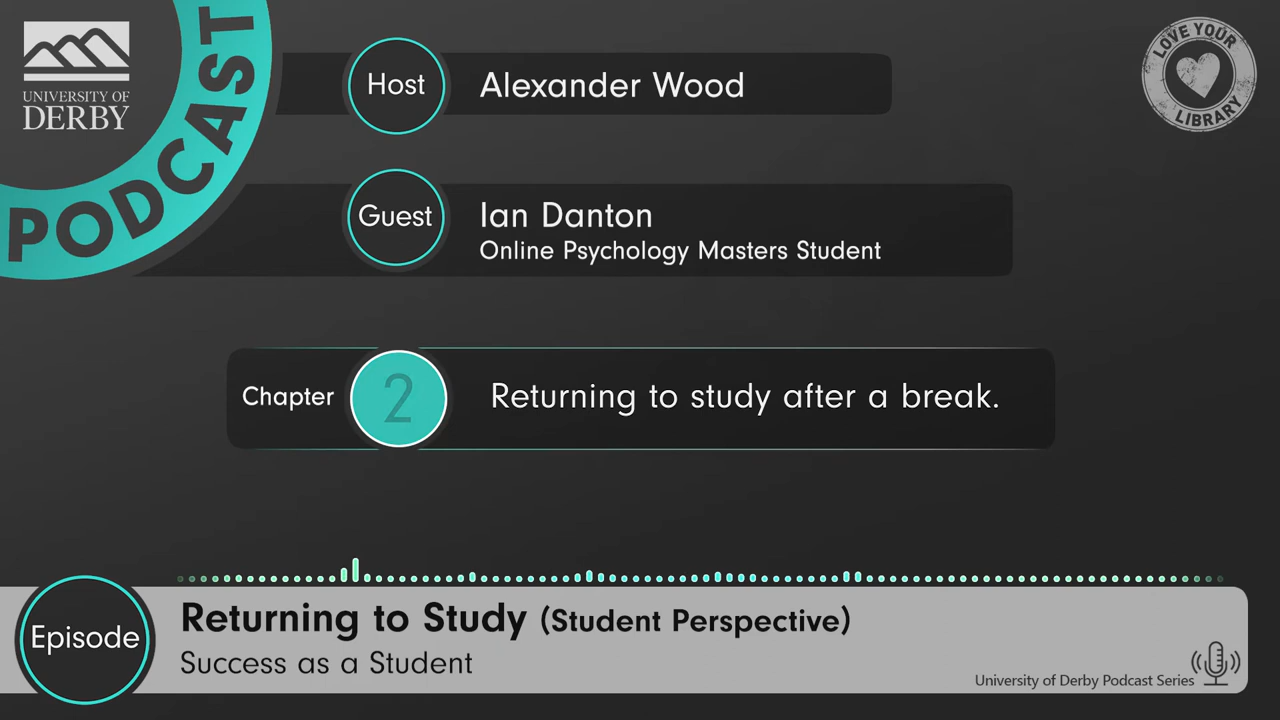 UNIVERSITY OF
DERBY
PODCAST
LOVE YOUR
LIBRARY
Host
Alexander Wood
Guest
Ian Danton
Online Psychology Masters Student
Chapter
2
Returning to study after a break.
Episode
Returning to Study (Student Perspective)
Success as a Student
University of Derby Podcast Series